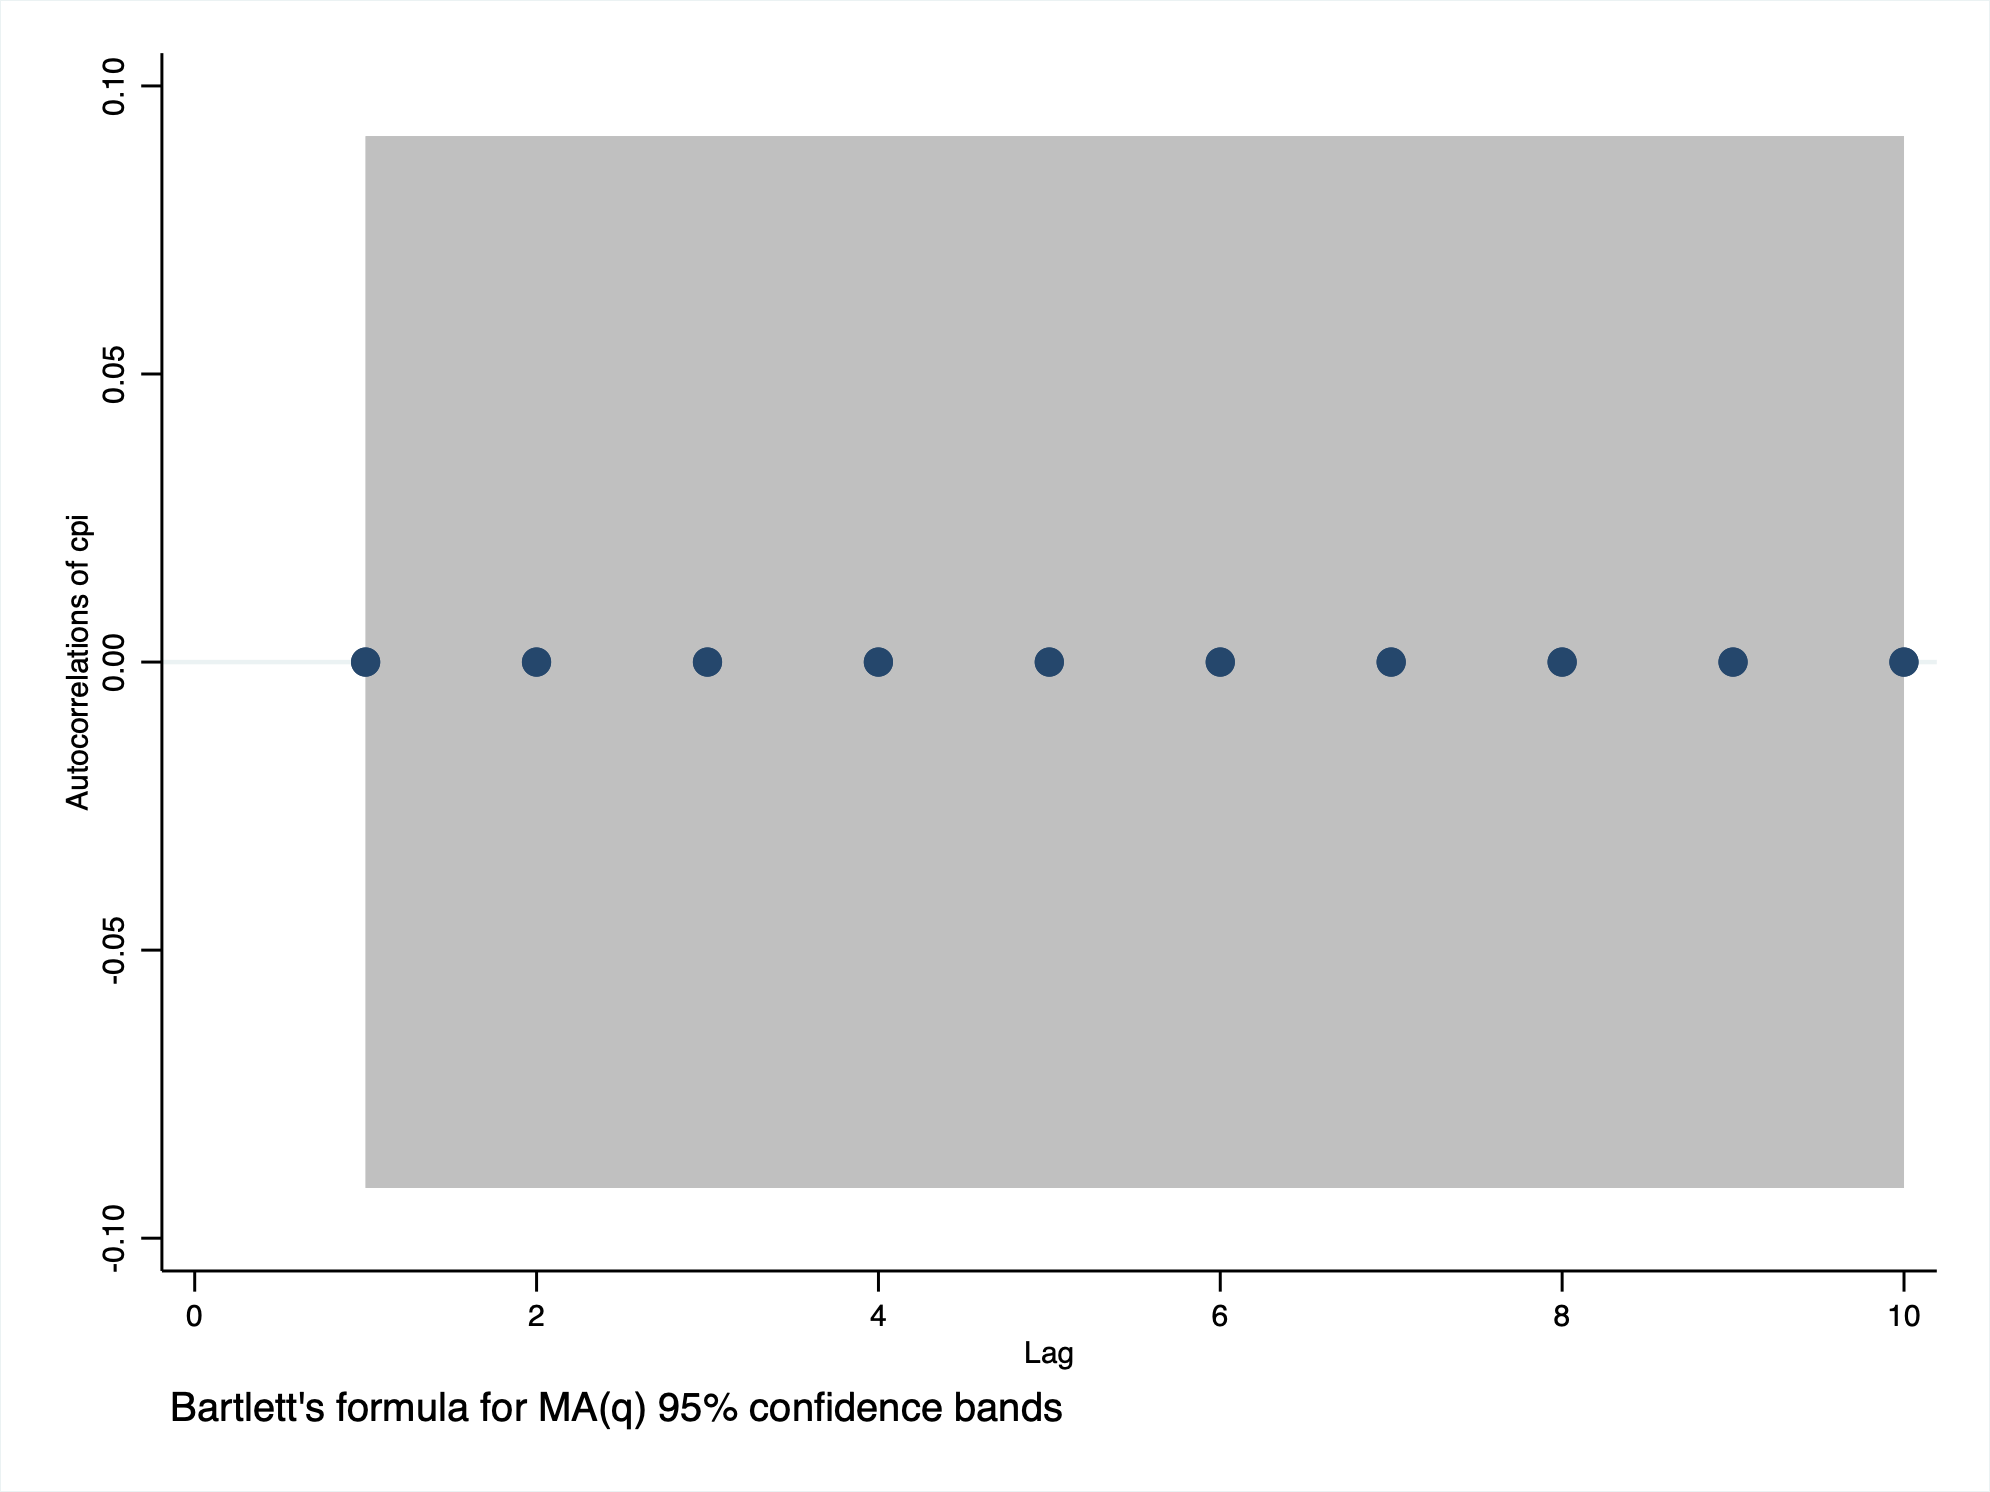 Autocorrelations of cpi
0.10
0.05
0.00
-0.05
-0.10
0 2 4 6 8 10
Lag
Bartlett's formula for MA(q) 95% confidence bands